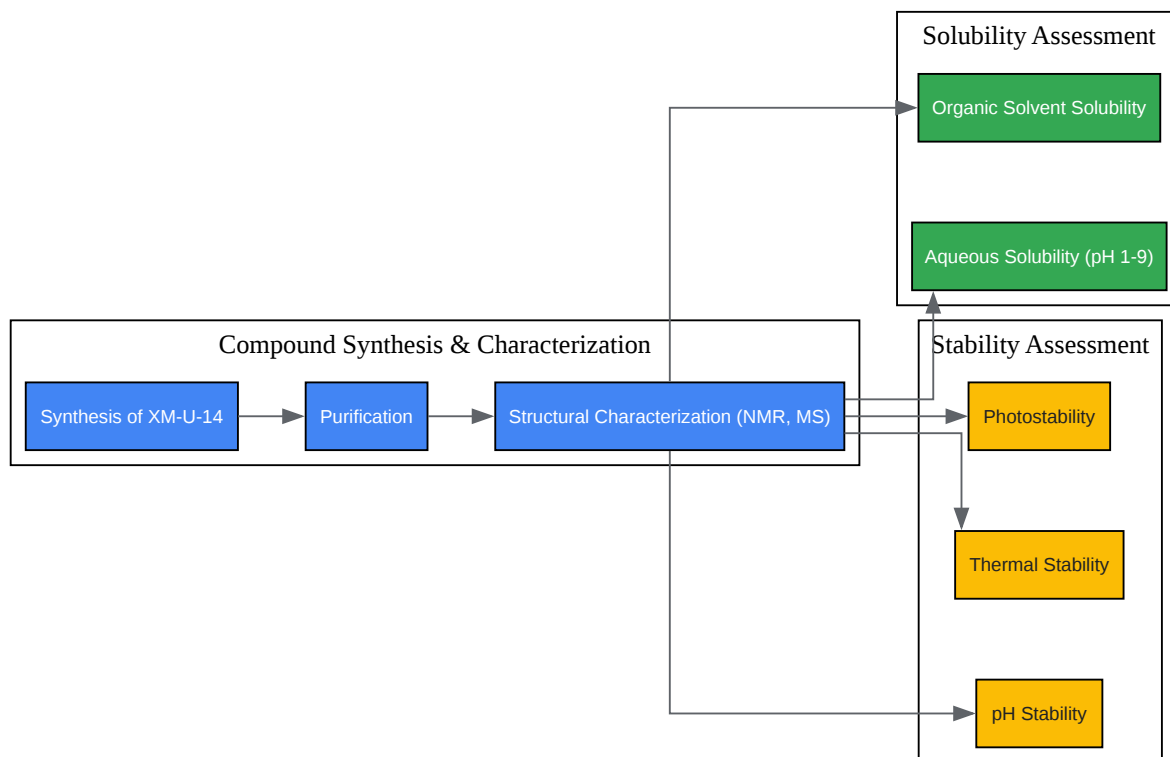 Solubility Assessment
Organic Solvent Solubility
Aqueous Solubility (pH 1-9)
Compound Synthesis & Characterization
Synthesis of XM-U-14
Purification
Structural Characterization (NMR, MS)
Stability Assessment
Photostability
Thermal Stability
pH Stability